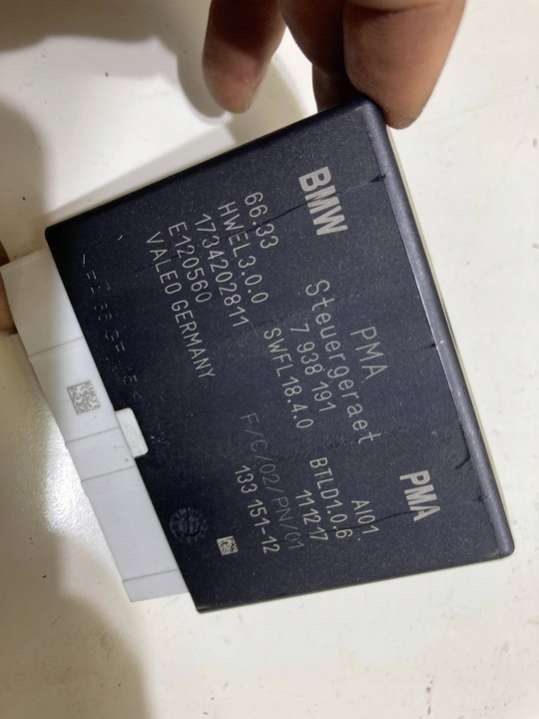 BMW
PMA
PMA
Steuergeraet AI01.
66.33 7 938 191 BTLD1.0.6
HWEL3.0.0 SWFL18.4.0 111217
1734202811
E120560 F/C/02/PN/01
VALEO GERMANY 133 151-12